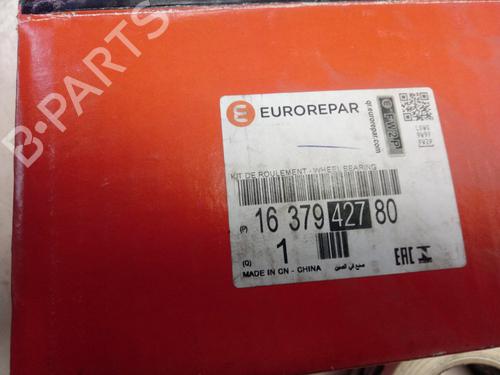 EUROREPAR
qr.eurorepar.com
KIT DE ROULEMENT - WHEEL BEARING
(P) 16 379 427 80
(Q) 1
MADE IN CN - CHINA
صنع في الصين
EAC
B-PARTS